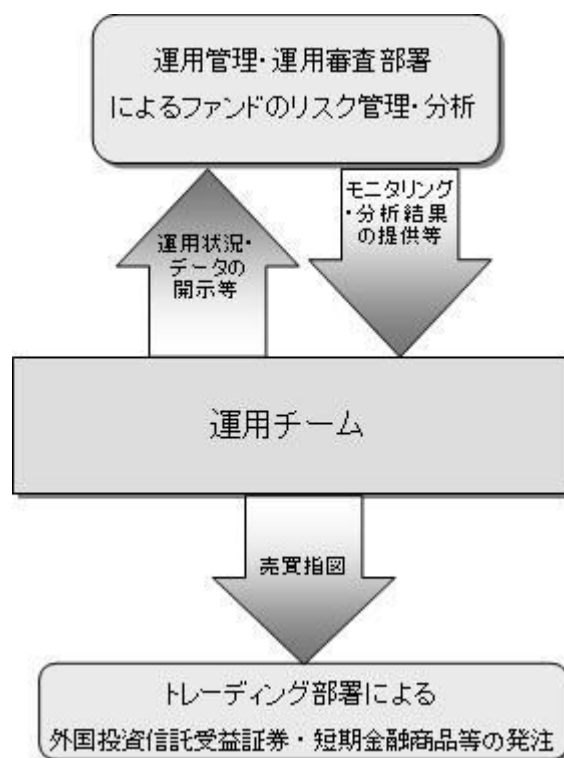 運用管理・運用審査部署
によるファンドのリスク管理・分析
運用状況・
データの
開示等
モニタリング
・分析結果
の提供等
運用チーム
売買指図
トレーディング部署による
外国投資信託受益証券・短期金融商品等の発注